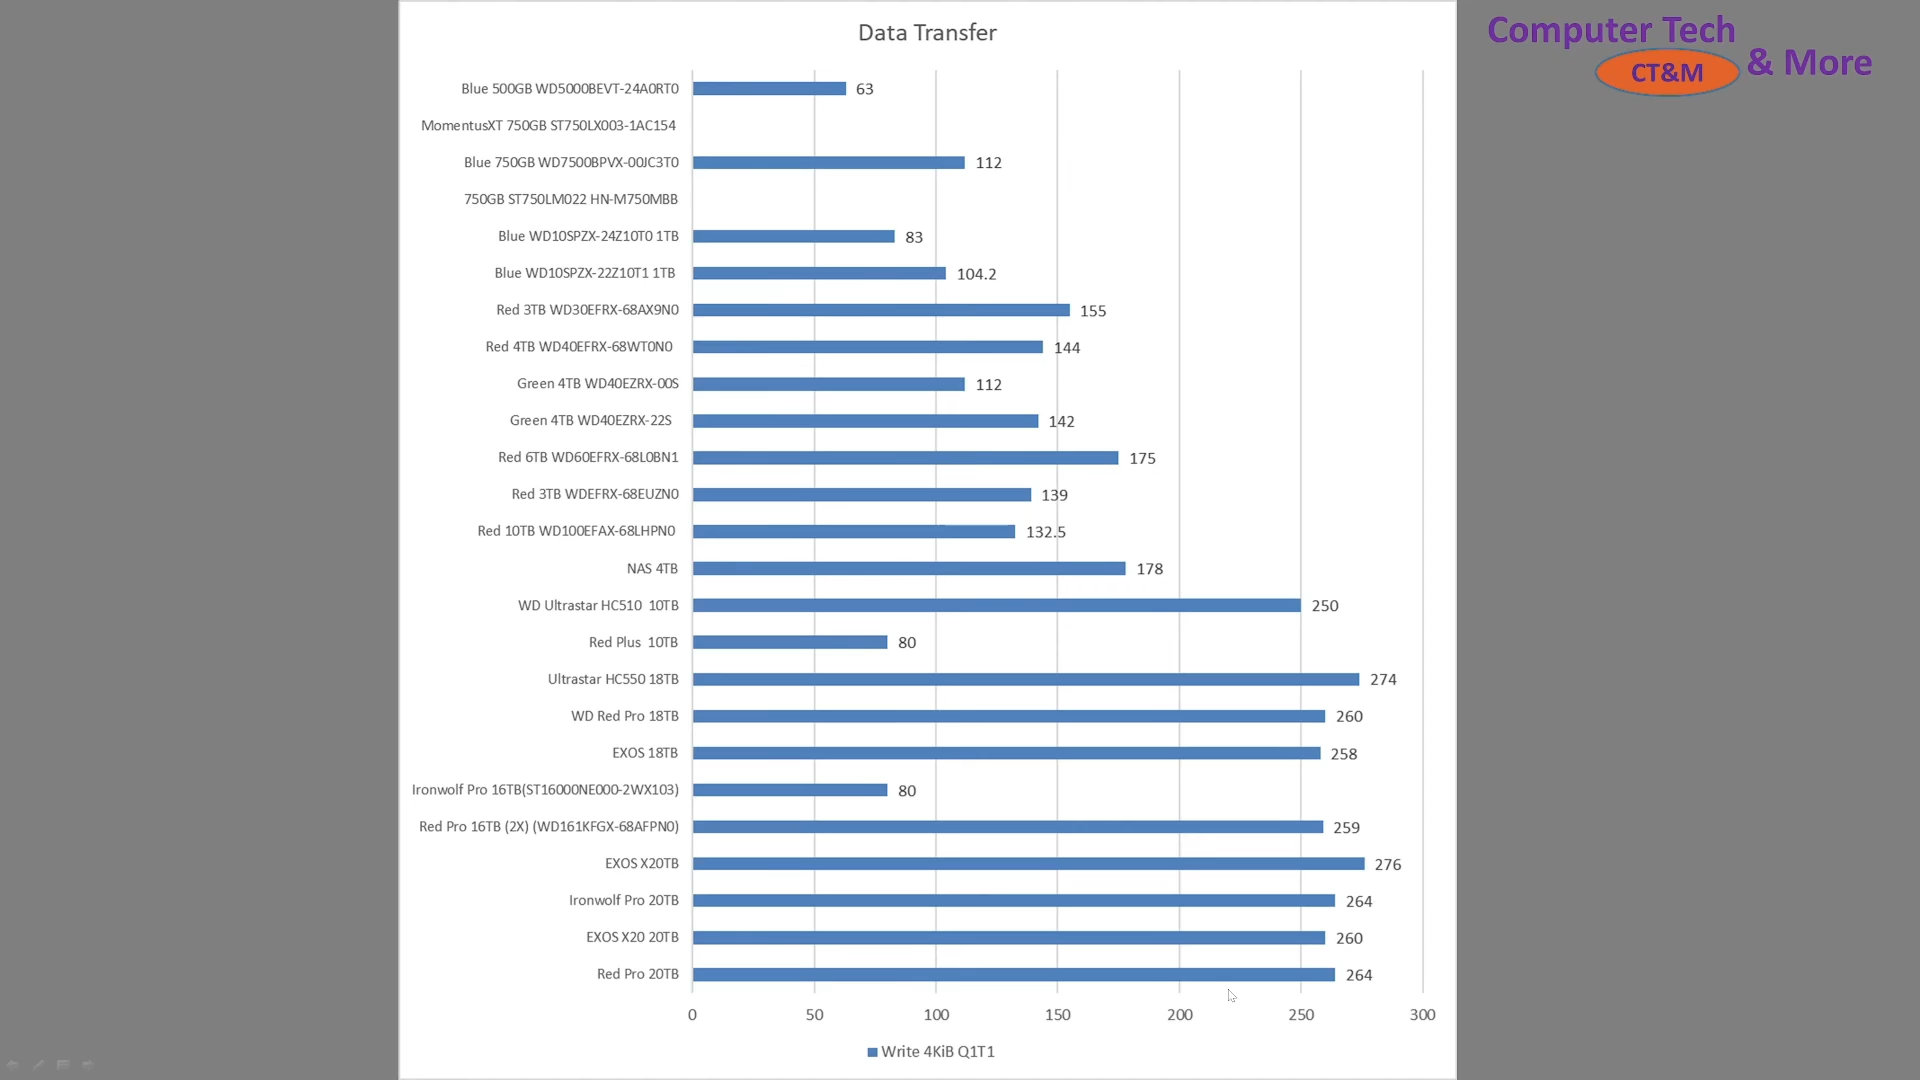 Data Transfer
Computer Tech
CT&M
& More
Blue 500GB WD5000BEVT-24A0RT0 63
MomentusXT 750GB ST750LX003-1AC154
Blue 750GB WD7500BPVX-00JC3T0 112
750GB ST750LM022 HN-M750MBB
Blue WD10SPZX-24Z10T0 1TB 83
Blue WD10SPZX-22Z10T1 1TB 104.2
Red 3TB WD30EFRX-68AX9N0 155
Red 4TB WD40EFRX-68WT0N0 144
Green 4TB WD40EZRX-00S 112
Green 4TB WD40EZRX-22S 142
Red 6TB WD60EFRX-68L0BN1 175
Red 3TB WDEFRX-68EUZN0 139
Red 10TB WD100EFAX-68LHPN0 132.5
NAS 4TB 178
WD Ultrastar HC510 10TB 250
Red Plus 10TB 80
Ultrastar HC550 18TB 274
WD Red Pro 18TB 260
EXOS 18TB 258
Ironwolf Pro 16TB(ST16000NE000-2WX103) 80
Red Pro 16TB (2X) (WD161KFGX-68AFPN0) 259
EXOS X20TB 276
Ironwolf Pro 20TB 264
EXOS X20 20TB 260
Red Pro 20TB 264
0 50 100 150 200 250 300
Write 4KiB Q1T1